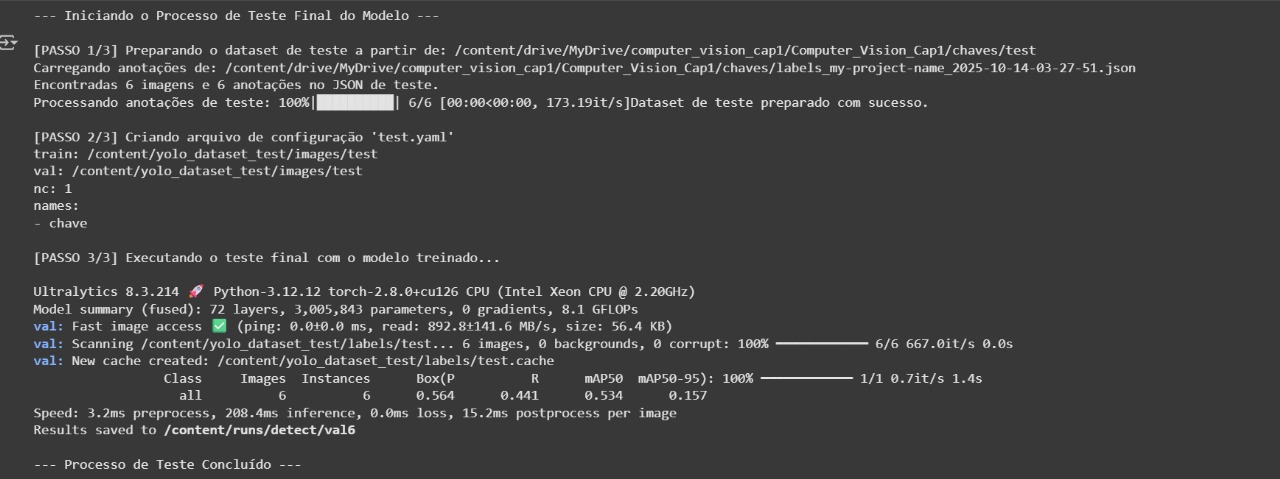 --- Iniciando o Processo de Teste Final do Modelo ---
[PASSO 1/3] Preparando o dataset de teste a partir de: /content/drive/MyDrive/computer_vision_cap1/Computer_Vision_Cap1/chaves/test
Carregando anotações de: /content/drive/MyDrive/computer_vision_cap1/Computer_Vision_Cap1/chaves/labels_my-project-name_2025-10-14-03-27-51.json
Encontradas 6 imagens e 6 anotações no JSON de teste.
Processando anotações de teste: 100%|██████████| 6/6 [00:00<00:00, 173.19it/s]Dataset de teste preparado com sucesso.
[PASSO 2/3] Criando arquivo de configuração 'test.yaml'
train: /content/yolo_dataset_test/images/test
val: /content/yolo_dataset_test/images/test
nc: 1
names:
- chave
[PASSO 3/3] Executando o teste final com o modelo treinado...
Ultralytics 8.3.214 🚀 Python-3.12.12 torch-2.8.0+cu126 CPU (Intel Xeon CPU @ 2.20GHz)
Model summary (fused): 72 layers, 3,005,843 parameters, 0 gradients, 8.1 GFLOPs
val: Fast image access ✅ (ping: 0.0±0.0 ms, read: 892.8±141.6 MB/s, size: 56.4 KB)
val: Scanning /content/yolo_dataset_test/labels/test... 6 images, 0 backgrounds, 0 corrupt: 100% ━━━━━━━━━━━━ 6/6 667.0it/s 0.0s
val: New cache created: /content/yolo_dataset_test/labels/test.cache
Class Images Instances Box(P R mAP50 mAP50-95): 100% ━━━━━━━━━━━━ 1/1 0.7it/s 1.4s
all 6 6 0.564 0.441 0.534 0.157
Speed: 3.2ms preprocess, 208.4ms inference, 0.0ms loss, 15.2ms postprocess per image
Results saved to /content/runs/detect/val6
--- Processo de Teste Concluído ---